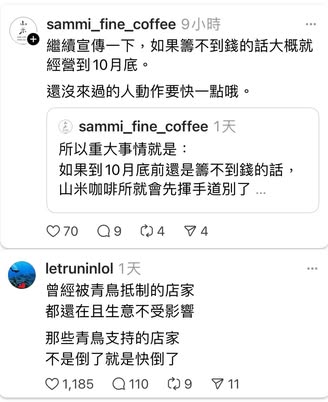 山米
sammi_fine_coffee 9小時
繼續宣傳一下，如果籌不到錢的話大概就
經營到10月底。
還沒來過的人動作要快一點哦。
sammi_fine_coffee 1天
所以重大事情就是：
如果到10月底前還是籌不到錢的話，
山米咖啡所就會先揮手道別了 ...
70 9 4 4
letruninlol 1天
曾經被青鳥抵制的店家
都還在且生意不受影響
那些青鳥支持的店家
不是倒了就是快倒了
1,185 110 9 11